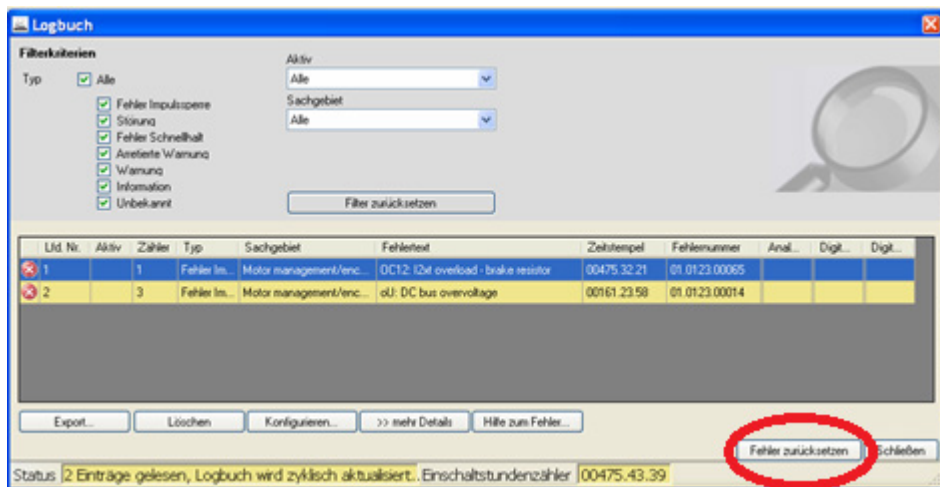 Logbuch
Filterkriterien
Aktiv
Typ Alle Alle
Fehler Impulssperre Sachgebiet
Störung Alle
Fehler Schnellhalt
Arretierte Warnung
Warnung
Information
Unbekannt Filter zurücksetzen
Lfd. Nr. Aktiv Zähler Typ Sachgebiet Fehlertext Zeitstempel Fehlernummer Anal... Digit... Digit...
1 1 Fehler Im... Motor management/enc... OC12: I2xt overload - brake resistor 00475.32.21 01.0123.00065
2 3 Fehler Im... Motor management/enc... oU: DC bus overvoltage 00161.23.58 01.0123.00014
Export... Löschen Konfigurieren... >> mehr Details Hilfe zum Fehler...
Fehler zurücksetzen Schließen
Status 2 Einträge gelesen, Logbuch wird zyklisch aktualisiert.. Einschaltstundenzähler 00475.43.39